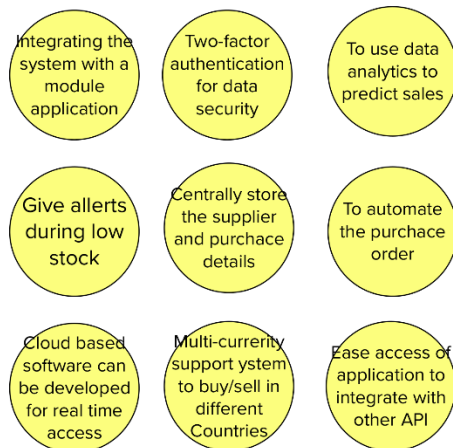 Integrating the
system with a
module
application
Two-factor
authentication
for data
security
To use data
analytics to
predict sales
Give allerts
during low
stock
Centrally store
the supplier
and purchace
details
To automate
the purchace
order
Cloud based
software can
be developed
for real time
access
Multi-currerity
support ystem
to buy/sell in
different
Countries
Ease access of
application to
integrate with
other API